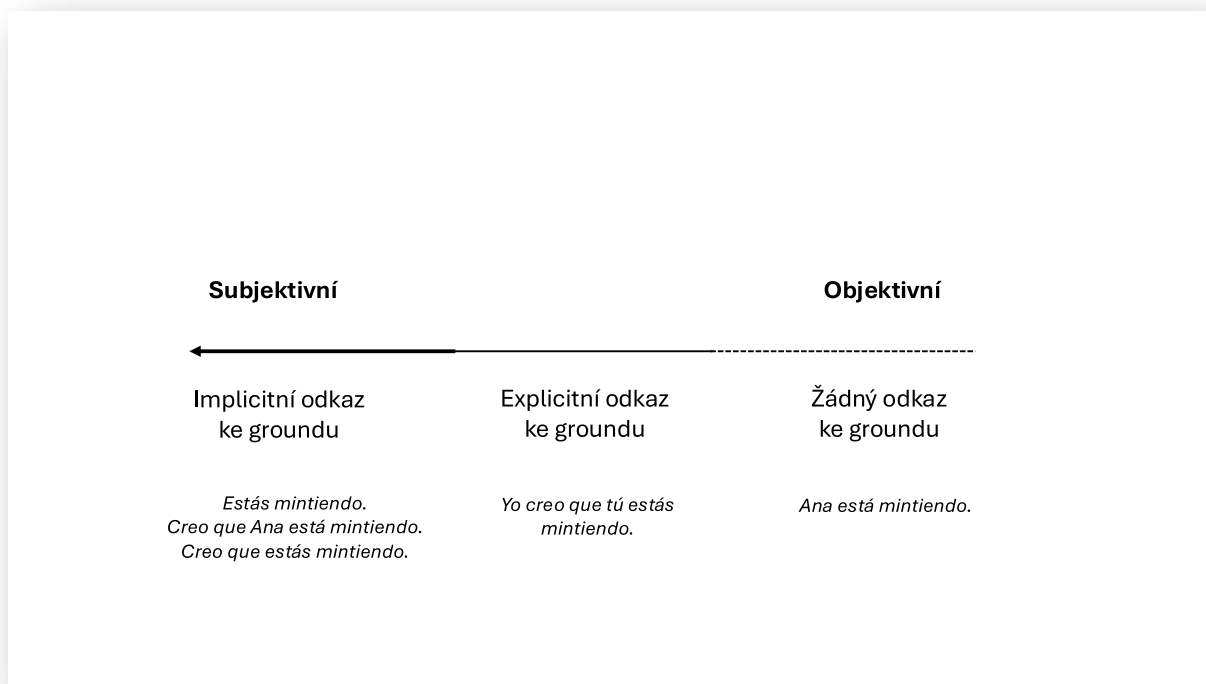 Subjektivní
Objektivní
Implicitní odkaz
ke groundu
Explicitní odkaz
ke groundu
Žádný odkaz
ke groundu
Estás mintiendo.
Creo que Ana está mintiendo.
Creo que estás mintiendo.
Yo creo que tú estás
mintiendo.
Ana está mintiendo.